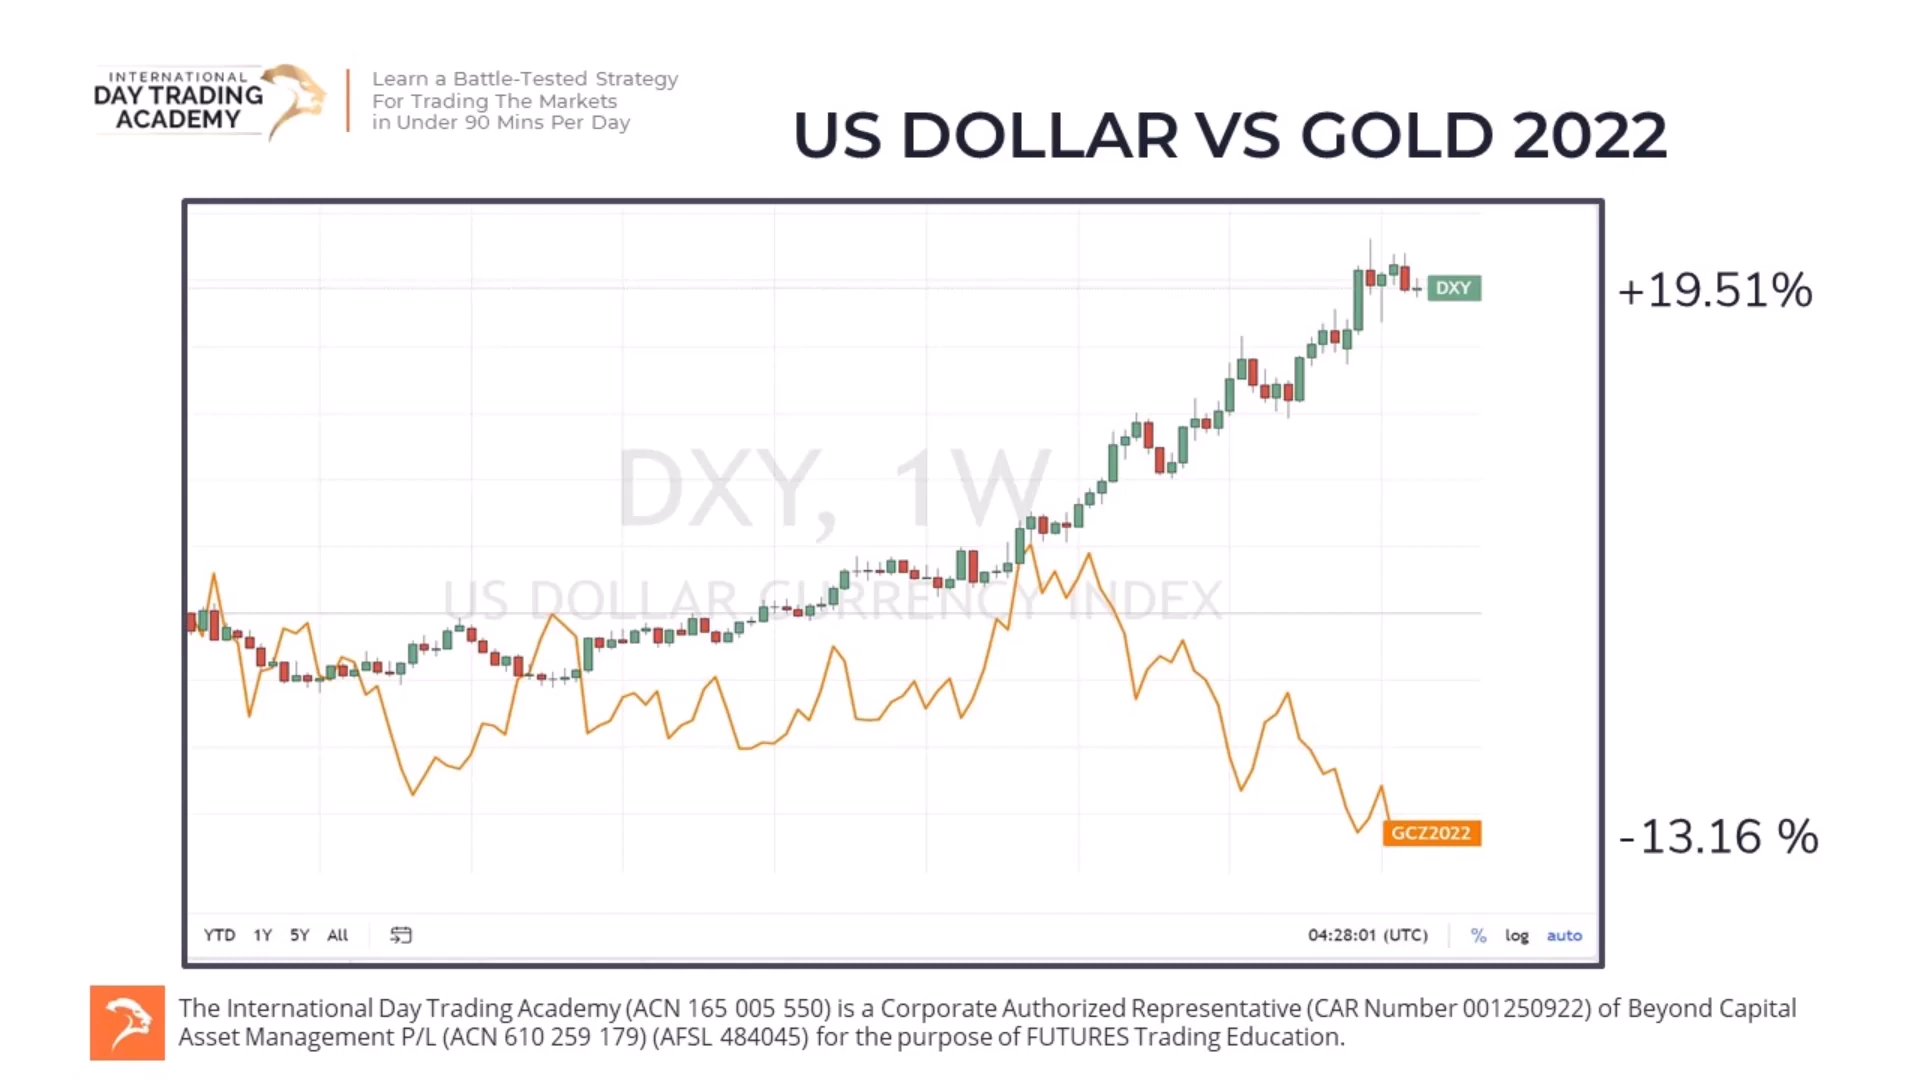 INTERNATIONAL
DAY TRADING
ACADEMY
Learn a Battle-Tested Strategy
For Trading The Markets
in Under 90 Mins Per Day
US DOLLAR VS GOLD 2022
DXY
+19.51%
DXY, 1W
US DOLLAR CURRENCY INDEX
GCZ2022
-13.16 %
YTD 1Y 5Y All
04:28:01 (UTC) % log auto
The International Day Trading Academy (ACN 165 005 550) is a Corporate Authorized Representative (CAR Number 001250922) of Beyond Capital
Asset Management P/L (ACN 610 259 179) (AFSL 484045) for the purpose of FUTURES Trading Education.